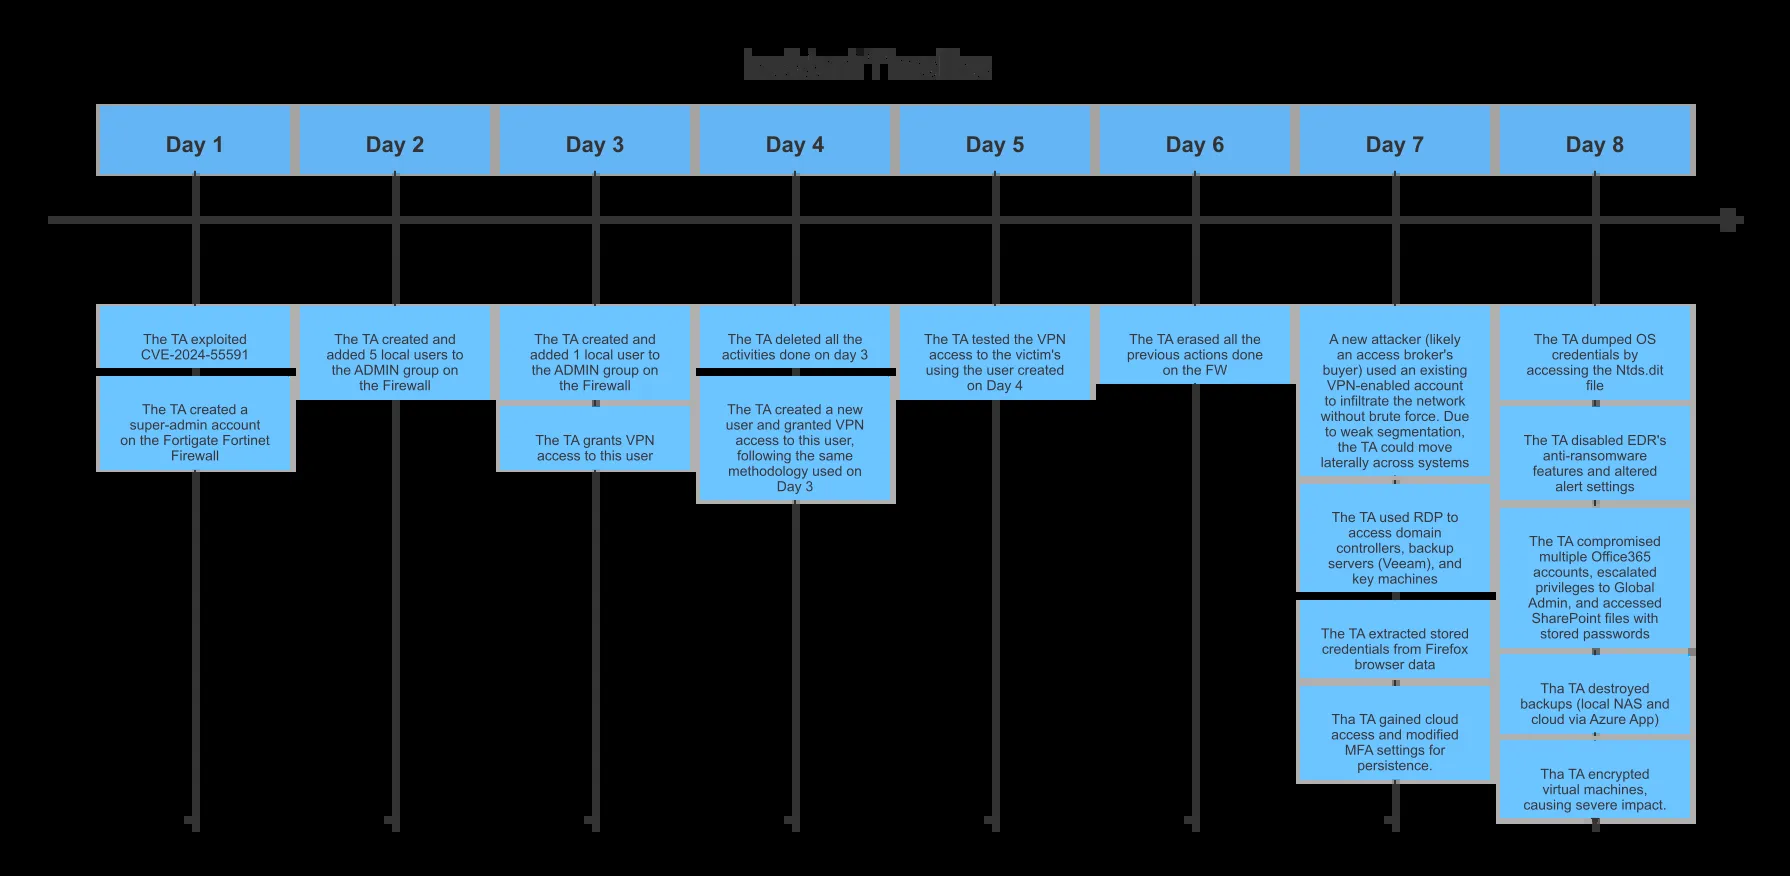 Day 1
Day 2
Day 3
Day 4
Day 5
Day 6
Day 7
Day 8
The TA exploited
CVE-2024-55591
The TA created a
super-admin account
on the Fortigate Fortinet
Firewall
The TA created and
added 5 local users to
the ADMIN group on
the Firewall
The TA created and
added 1 local user to
the ADMIN group on
the Firewall
The TA grants VPN
access to this user
The TA deleted all the
activities done on day 3
The TA created a new
user and granted VPN
access to this user,
following the same
methodology used on
Day 3
The TA tested the VPN
access to the victim's
using the user created
on Day 4
The TA erased all the
previous actions done
on the FW
A new attacker (likely
an access broker's
buyer) used an existing
VPN-enabled account
to infiltrate the network
without brute force. Due
to weak segmentation,
the TA could move
laterally across systems
The TA used RDP to
access domain
controllers, backup
servers (Veeam), and
key machines
The TA extracted stored
credentials from Firefox
browser data
Tha TA gained cloud
access and modified
MFA settings for
persistence.
The TA dumped OS
credentials by
accessing the Ntds.dit
file
The TA disabled EDR's
anti-ransomware
features and altered
alert settings
The TA compromised
multiple Office365
accounts, escalated
privileges to Global
Admin, and accessed
SharePoint files with
stored passwords
Tha TA destroyed
backups (local NAS and
cloud via Azure App)
Tha TA encrypted
virtual machines,
causing severe impact.